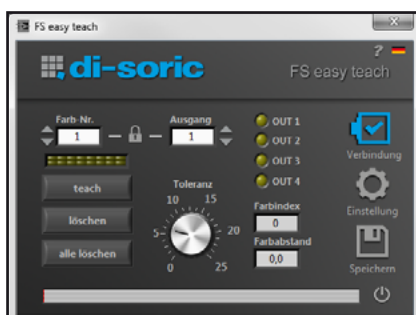 FS easy teach
x
?
di-soric
FS easy teach
Farb-Nr.
1
Ausgang
1
OUT 1
OUT 2
OUT 3
OUT 4
Verbindung
teach
löschen
alle löschen
Toleranz
0
5
10
15
20
25
Farbindex
0
Farbabstand
0,0
Einstellung
Speichern